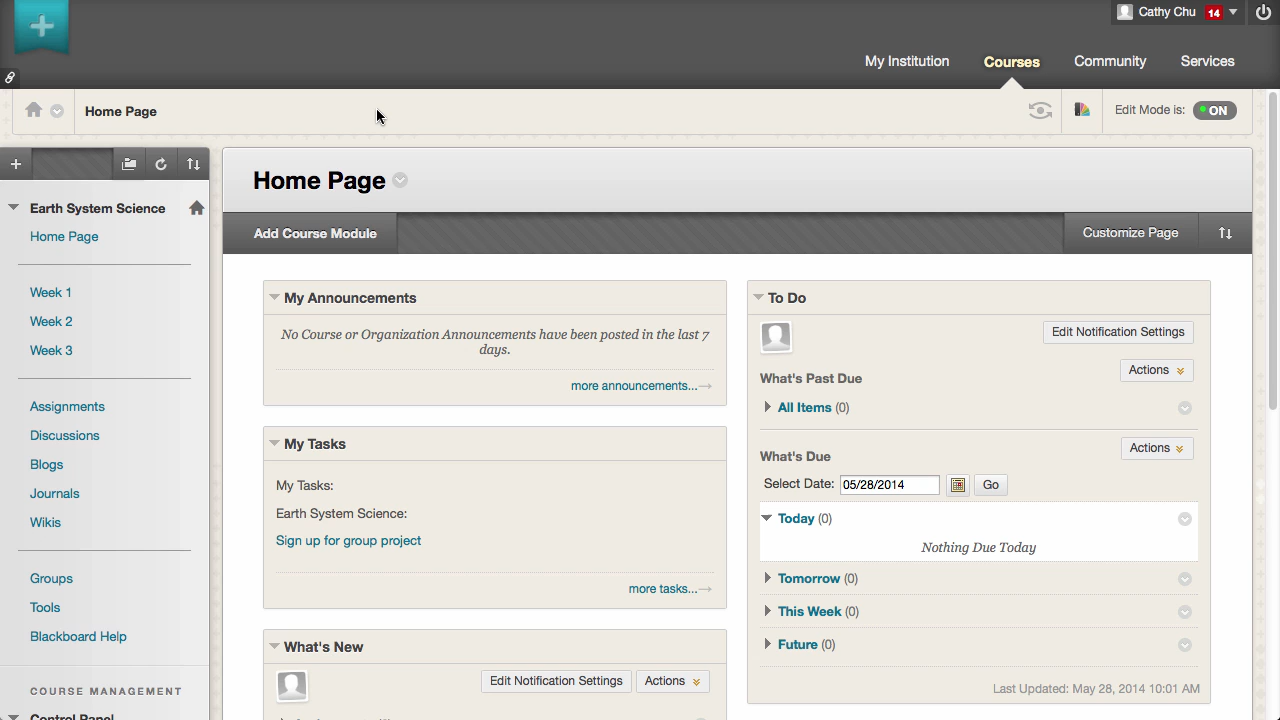 Cathy Chu 14
My Institution Courses Community Services
Home Page
Edit Mode is: ON
Earth System Science
Home Page
Week 1
Week 2
Week 3
Assignments
Discussions
Blogs
Journals
Wikis
Groups
Tools
Blackboard Help
COURSE MANAGEMENT
Control Panel
Home Page
Add Course Module
Customize Page
My Announcements
No Course or Organization Announcements have been posted in the last 7
days.
more announcements...
My Tasks
My Tasks:
Earth System Science:
Sign up for group project
more tasks...
What's New
Edit Notification Settings Actions
To Do
Edit Notification Settings
Actions
What's Past Due
All Items (0)
Actions
What's Due
Select Date: 05/28/2014 Go
Today (0)
Nothing Due Today
Tomorrow (0)
This Week (0)
Future (0)
Last Updated: May 28, 2014 10:01 AM